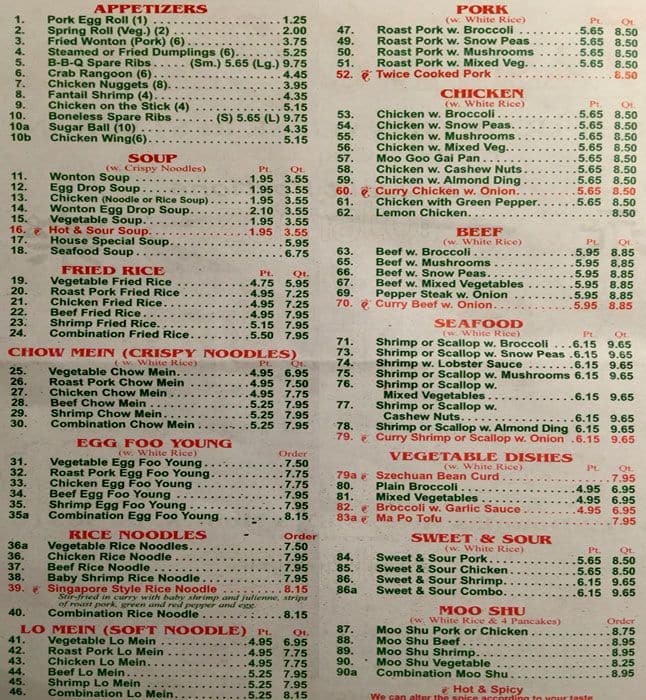 APPETIZERS
1. Pork Egg Roll (1) 1.25
2. Spring Roll (Veg.) (2) 2.00
3. Fried Wonton (Pork) (6) 3.75
4. Steamed or Fried Dumplings (6) 5.25
5. B-B-Q Spare Ribs (Sm.) 5.65 (Lg.) 9.75
6. Crab Rangoon (6) 4.45
7. Chicken Nuggets (8) 3.95
8. Fantail Shrimp (4) 4.35
9. Chicken on the Stick (4) 5.15
10. Boneless Spare Ribs (S) 5.65 (L) 9.75
10a Sugar Ball (10) 4.35
10b Chicken Wing(6) 5.15
SOUP
(w. Crispy Noodles) Pt. Qt.
11. Wonton Soup 1.95 3.55
12. Egg Drop Soup 1.95 3.55
13. Chicken (Noodle or Rice Soup) 1.95 3.55
14. Wonton Egg Drop Soup 2.10 3.55
15. Vegetable Soup 1.95 3.55
16. Hot & Sour Soup 1.95 3.55
17. House Special Soup 5.95
18. Seafood Soup 6.75
FRIED RICE Pt. Qt.
19. Vegetable Fried Rice 4.75 5.95
20. Roast Pork Fried Rice 4.95 7.25
21. Chicken Fried Rice 4.95 7.25
22. Beef Fried Rice 4.95 7.95
23. Shrimp Fried Rice 5.15 7.95
24. Combination Fried Rice 5.50 7.95
CHOW MEIN (CRISPY NOODLES)
(w. White Rice) Pt. Qt.
25. Vegetable Chow Mein 4.95 6.95
26. Roast Pork Chow Mein 4.95 7.50
27. Chicken Chow Mein 4.95 7.75
28. Beef Chow Mein 5.25 7.95
29. Shrimp Chow Mein 5.25 7.95
30. Combination Chow Mein 5.25 7.95
EGG FOO YOUNG
(w. White Rice) Order
31. Vegetable Egg Foo Young 7.50
32. Roast Pork Egg Foo Young 7.75
33. Chicken Egg Foo Young 7.75
34. Beef Egg Foo Young 7.95
35. Shrimp Egg Foo Young 7.95
35a Combination Egg Foo Young 8.15
RICE NOODLES Order
36a Vegetable Rice Noodles 7.50
36. Chicken Rice Noodle 7.95
37. Beef Rice Noodle 7.95
38. Baby Shrimp Rice Noodle 7.95
39. Singapore Style Rice Noodle 8.15
Stir-fried in curry with baby shrimp and julienne, strips
of roast pork, green and red pepper and egg.
40. Combination Rice Noodle 8.15
LO MEIN (SOFT NOODLE) Pt. Qt.
41. Vegetable Lo Mein 4.95 6.95
42. Roast Pork Lo Mein 4.95 7.75
43. Chicken Lo Mein 4.95 7.75
44. Beef Lo Mein 5.25 7.95
45. Shrimp Lo Mein 5.25 7.95
46. Combination Lo Mein 5.25 8.15
PORK
(w. White Rice) Pt. Qt.
47. Roast Pork w. Broccoli 5.65 8.50
49. Roast Pork w. Snow Peas 5.65 8.50
50. Roast Pork w. Mushrooms 5.65 8.50
51. Roast Pork w. Mixed Veg. 5.65 8.50
52. Twice Cooked Pork 8.50
CHICKEN
(w. White Rice) Pt. Qt.
53. Chicken w. Broccoli 5.65 8.50
54. Chicken w. Snow Peas 5.65 8.50
55. Chicken w. Mushrooms 5.65 8.50
56. Chicken w. Mixed Veg. 5.65 8.50
57. Moo Goo Gai Pan 5.65 8.50
58. Chicken w. Cashew Nuts 5.65 8.50
59. Chicken w. Almond Ding 5.65 8.50
60. Curry Chicken w. Onion 5.65 8.50
61. Chicken with Green Pepper 5.65 8.50
62. Lemon Chicken 8.50
BEEF
(w. White Rice) Pt. Qt.
63. Beef w. Broccoli 5.95 8.85
65. Beef w. Mushrooms 5.95 8.85
66. Beef w. Snow Peas 5.95 8.85
67. Beef w. Mixed Vegetables 5.95 8.85
69. Pepper Steak w. Onion 5.95 8.85
70. Curry Beef w. Onion 5.95 8.85
SEAFOOD
(w. White Rice) Pt. Qt.
71. Shrimp or Scallop w. Broccoli 6.15 9.65
73. Shrimp or Scallop w. Snow Peas 6.15 9.65
74. Shrimp w. Lobster Sauce 6.15 9.65
75. Shrimp or Scallop w. Mushrooms 6.15 9.65
76. Shrimp or Scallop w.
Mixed Vegetables 6.15 9.65
77. Shrimp or Scallop w.
Cashew Nuts 6.15 9.65
78. Shrimp or Scallop w. Almond Ding 6.15 9.65
79. Curry Shrimp or Scallop w. Onion 6.15 9.65
VEGETABLE DISHES
(w. White Rice) Pt. Qt.
79a Szechuan Bean Curd 7.95
80. Plain Broccoli 4.95 6.95
81. Mixed Vegetables 4.95 6.95
82. Broccoli w. Garlic Sauce 4.95 6.95
83a Ma Po Tofu 7.95
SWEET & SOUR
(w. White Rice) Pt. Qt.
84. Sweet & Sour Pork 5.65 8.50
85. Sweet & Sour Chicken 5.65 8.50
86. Sweet & Sour Shrimp 6.15 9.65
86a Sweet & Sour Combo 6.15 9.65
MOO SHU
(w. White Rice & 4 Pancakes) Order
87. Moo Shu Pork or Chicken 8.75
88. Moo Shu Beef 8.95
89. Moo Shu Shrimp 9.65
90. Moo Shu Vegetable 8.25
90a Combination Moo Shu 8.95
Hot & Spicy
We can alter the spice according to your taste